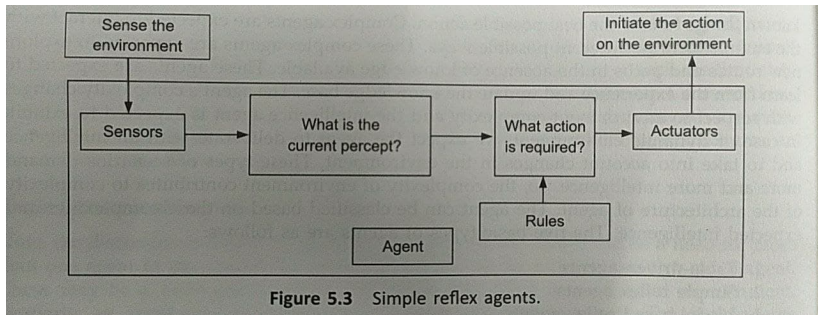 Sense the
environment
Initiate the action
on the environment
Sensors
What is the
current percept?
What action
is required?
Actuators
Rules
Agent
Figure 5.3 Simple reflex agents.